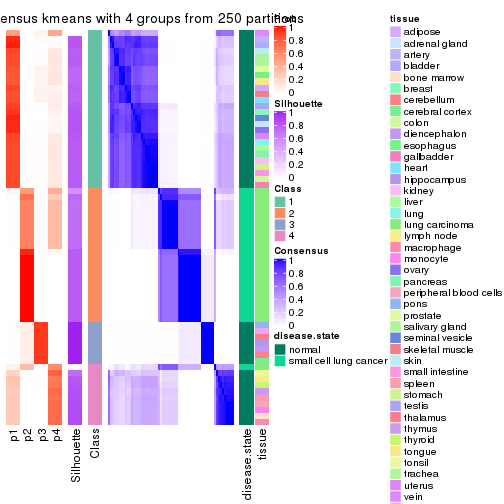 ensus kmeans with 4 groups from 250 partitions
1
0.8
0.6
0.4
0.2
0
Silhouette
1
0.8
0.6
0.4
0.2
0
Class
1
2
3
4
Consensus
1
0.8
0.6
0.4
0.2
0
disease.state
normal
small cell lung cancer
tissue
adipose
adrenal gland
artery
bladder
bone marrow
breast
cerebellum
cerebral cortex
colon
diencephalon
esophagus
galbadder
heart
hippocampus
kidney
liver
lung
lung carcinoma
lymph node
macrophage
monocyte
ovary
pancreas
peripheral blood cells
pons
prostate
salivary gland
seminal vesicle
skeletal muscle
skin
small intestine
spleen
stomach
testis
thalamus
thymus
thyroid
tongue
tonsil
trachea
uterus
vein
p1
p2
p3
p4
Silhouette
Class
disease.state
tissue